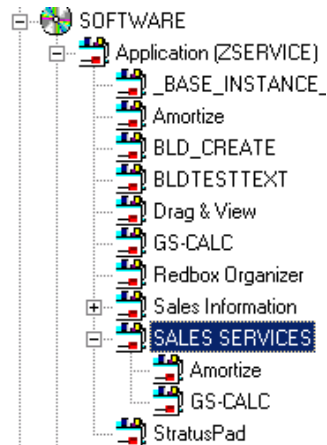 SOFTWARE
Application (ZSERVICE)
_BASE_INSTANCE_
Amortize
BLD_CREATE
BLDTESTTEXT
Drag & View
GS-CALC
Redbox Organizer
Sales Information
SALES SERVICES
Amortize
GS-CALC
StratusPad